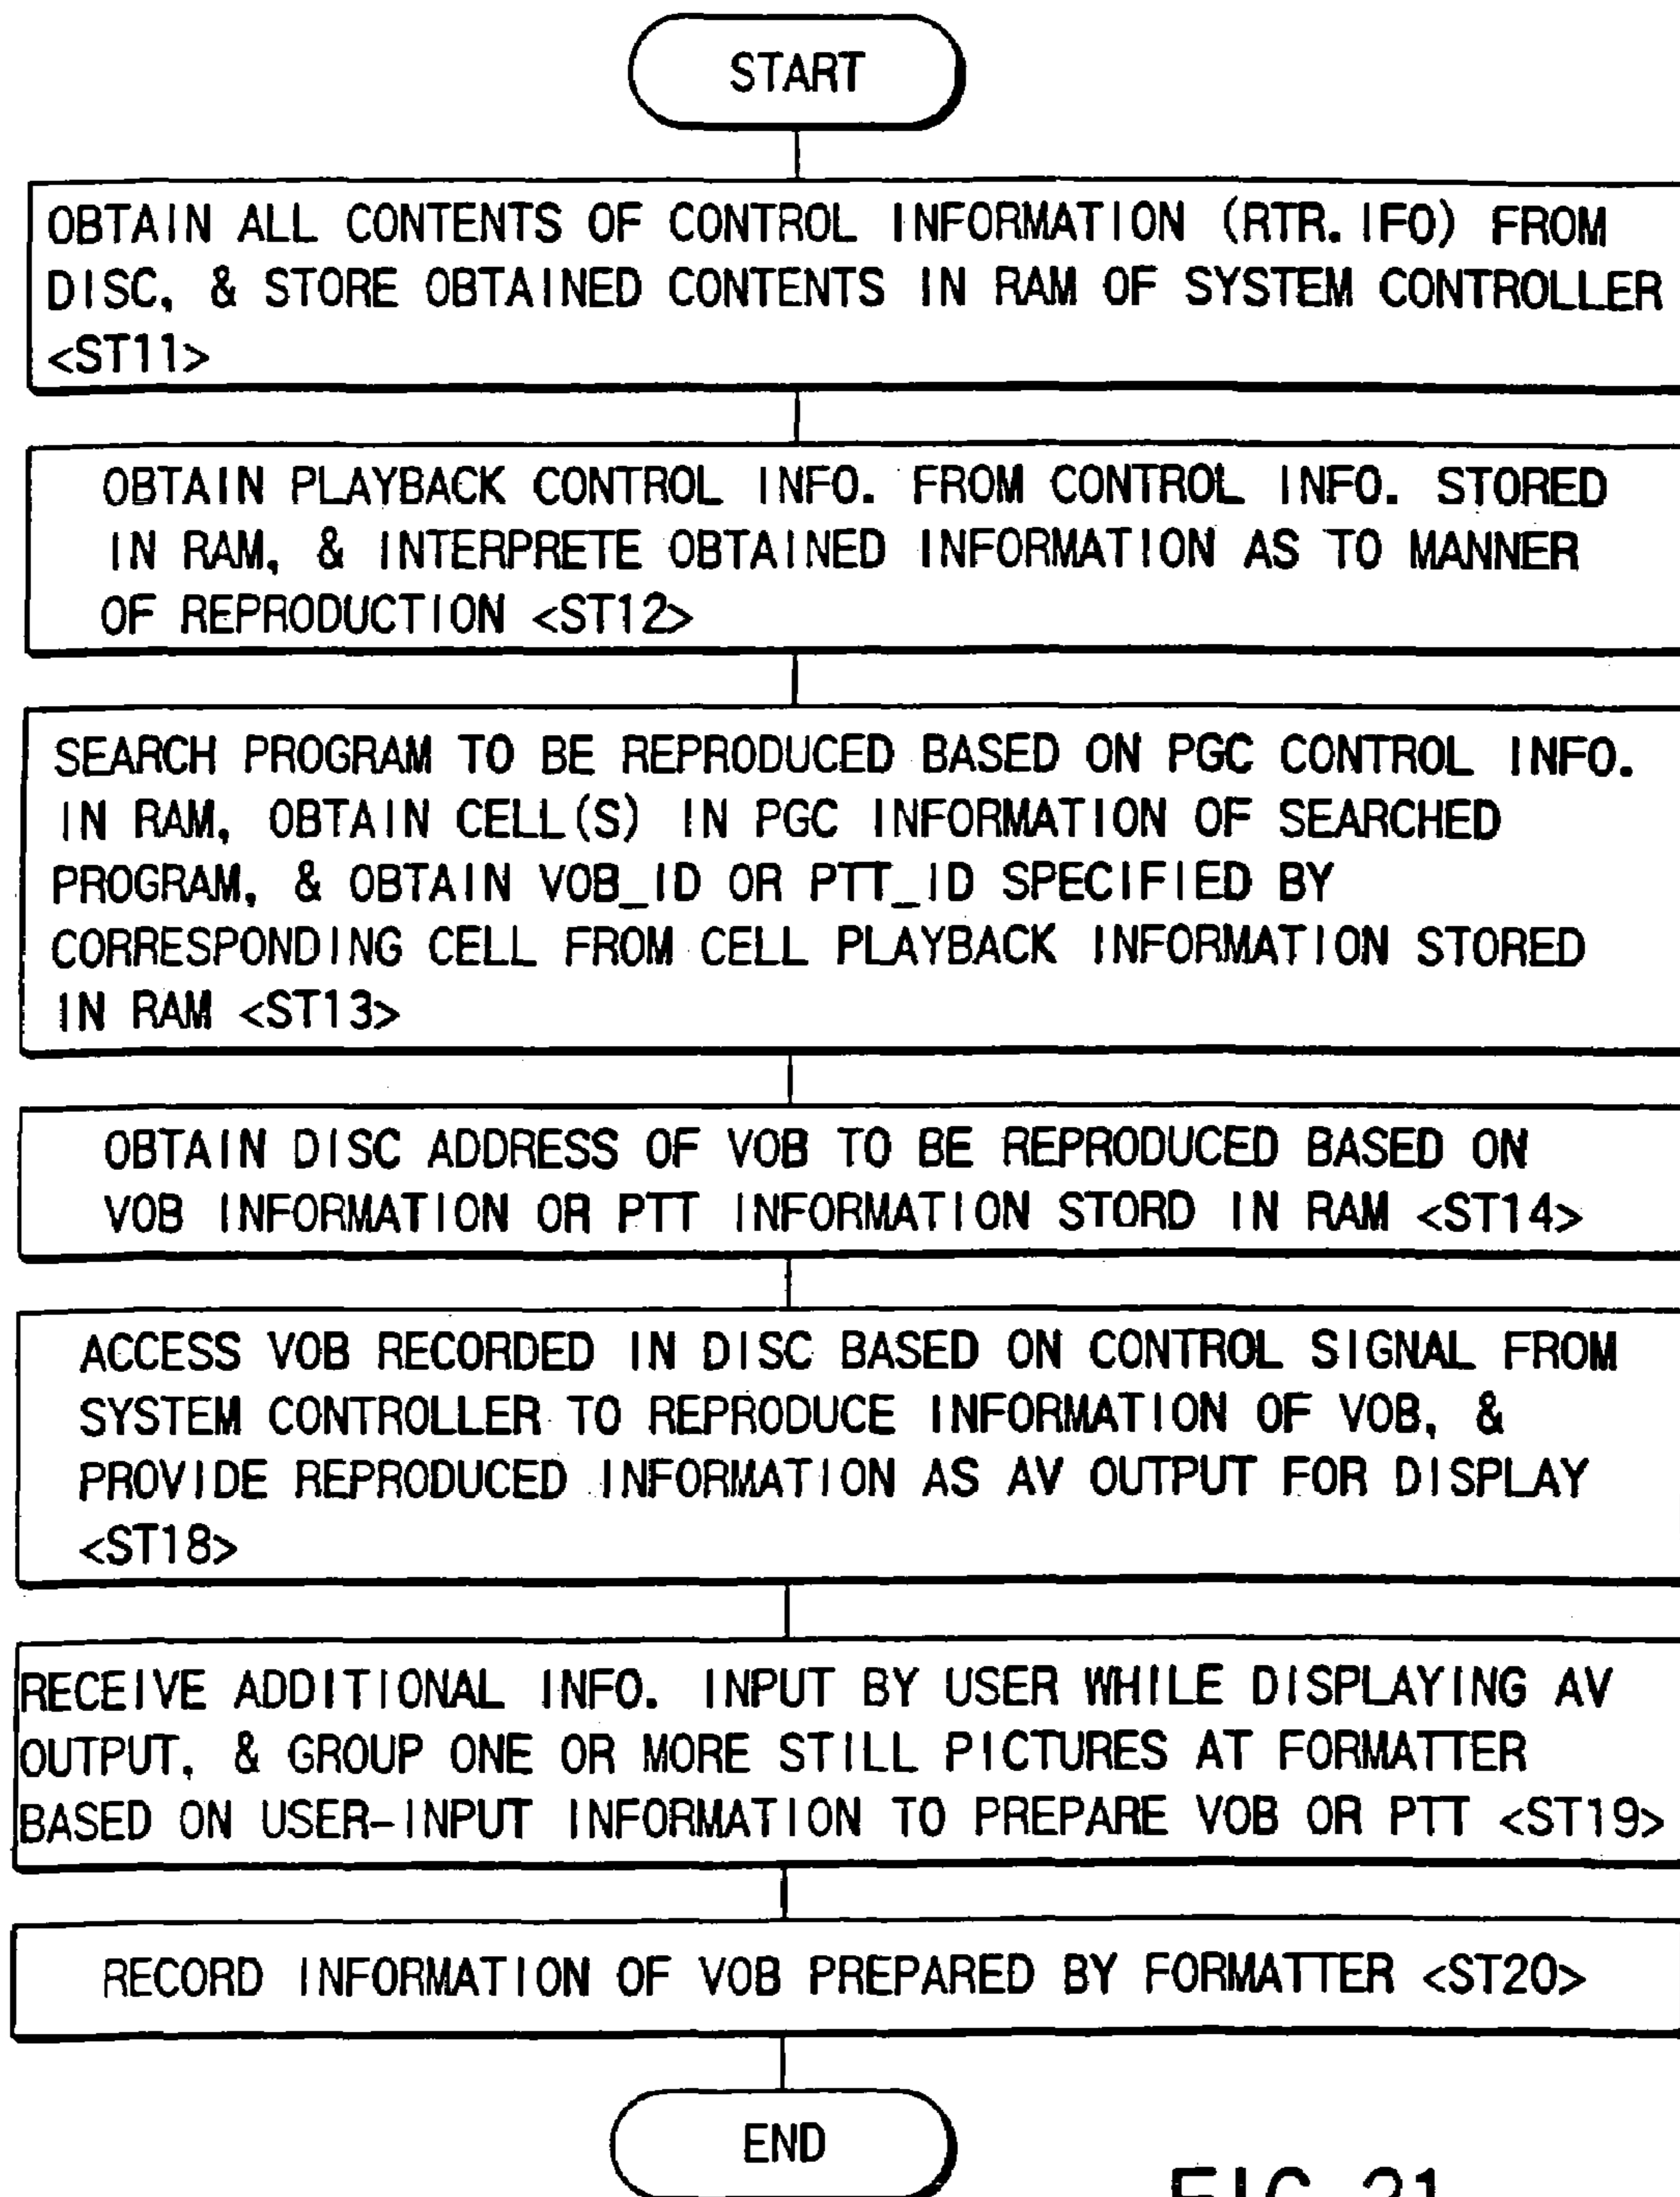 START
OBTAIN ALL CONTENTS OF CONTROL INFORMATION (RTR. IFO) FROM
DISC, & STORE OBTAINED CONTENTS IN RAM OF SYSTEM CONTROLLER
<ST11>
OBTAIN PLAYBACK CONTROL INFO. FROM CONTROL INFO. STORED
IN RAM, & INTERPRETE OBTAINED INFORMATION AS TO MANNER
OF REPRODUCTION <ST12>
SEARCH PROGRAM TO BE REPRODUCED BASED ON PGC CONTROL INFO.
IN RAM, OBTAIN CELL(S) IN PGC INFORMATION OF SEARCHED
PROGRAM, & OBTAIN VOB_ID OR PTT_ID SPECIFIED BY
CORRESPONDING CELL FROM CELL PLAYBACK INFORMATION STORED
IN RAM <ST13>
OBTAIN DISC ADDRESS OF VOB TO BE REPRODUCED BASED ON
VOB INFORMATION OR PTT INFORMATION STORD IN RAM <ST14>
ACCESS VOB RECORDED IN DISC BASED ON CONTROL SIGNAL FROM
SYSTEM CONTROLLER TO REPRODUCE INFORMATION OF VOB, &
PROVIDE REPRODUCED INFORMATION AS AV OUTPUT FOR DISPLAY
<ST18>
RECEIVE ADDITIONAL INFO. INPUT BY USER WHILE DISPLAYING AV
OUTPUT, & GROUP ONE OR MORE STILL PICTURES AT FORMATTER
BASED ON USER-INPUT INFORMATION TO PREPARE VOB OR PTT <ST19>
RECORD INFORMATION OF VOB PREPARED BY FORMATTER <ST20>
END
FIG. 21